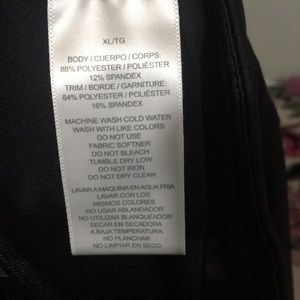 XL/TG
BODY / CUERPO / CORPS:
88% POLYESTER / POLIÉSTER
12% SPANDEX
TRIM / BORDE / GARNITURE:
84% POLYESTER / POLIÉSTER
16% SPANDEX
MACHINE WASH COLD WATER
WASH WITH LIKE COLORS
DO NOT USE
FABRIC SOFTNER
DO NOT BLEACH
TUMBLE DRY LOW
DO NOT IRON
DO NOT DRY CLEAN
LAVAR A MAQUINA EN AGUA FRIA
LAVAR CON LOS
MISMOS COLORES
NO USAR ABLANDADOR
NO UTILIZAR BLANQUEADOR
SECAR EN SECADORA
A BAJA TEMPERATURA
NO PLANCHAR
NO LIMPIAR EN SECO